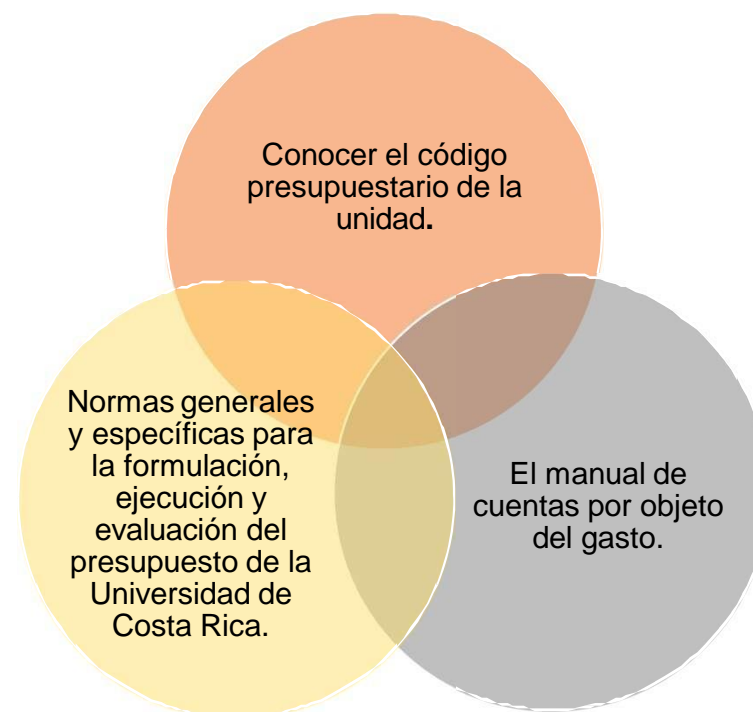 Conocer el código
presupuestario de la
unidad.
Normas generales
y específicas para
la formulación,
ejecución y
evaluación del
presupuesto de la
Universidad de
Costa Rica.
El manual de
cuentas por objeto
del gasto.